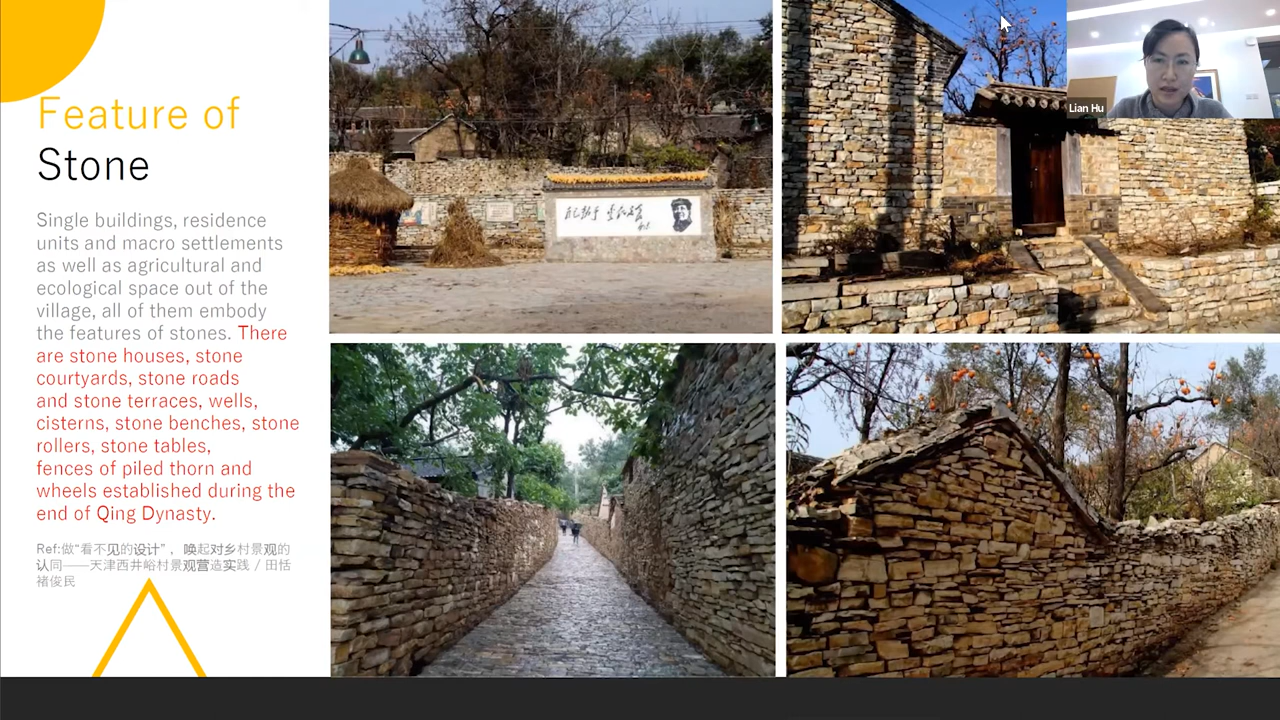 Feature of
Stone
Single buildings, residence
units and macro settlements
as well as agricultural and
ecological space out of the
village, all of them embody
the features of stones. There
are stone houses, stone
courtyards, stone roads
and stone terraces, wells,
cisterns, stone benches, stone
rollers, stone tables,
fences of piled thorn and
wheels established during the
end of Qing Dysnasty.
Ref:做“看不见的设计”，唤起对乡村景观的
认同——天津西井峪村景观营造实践 / 田恬
褚俊民
Lian Hu